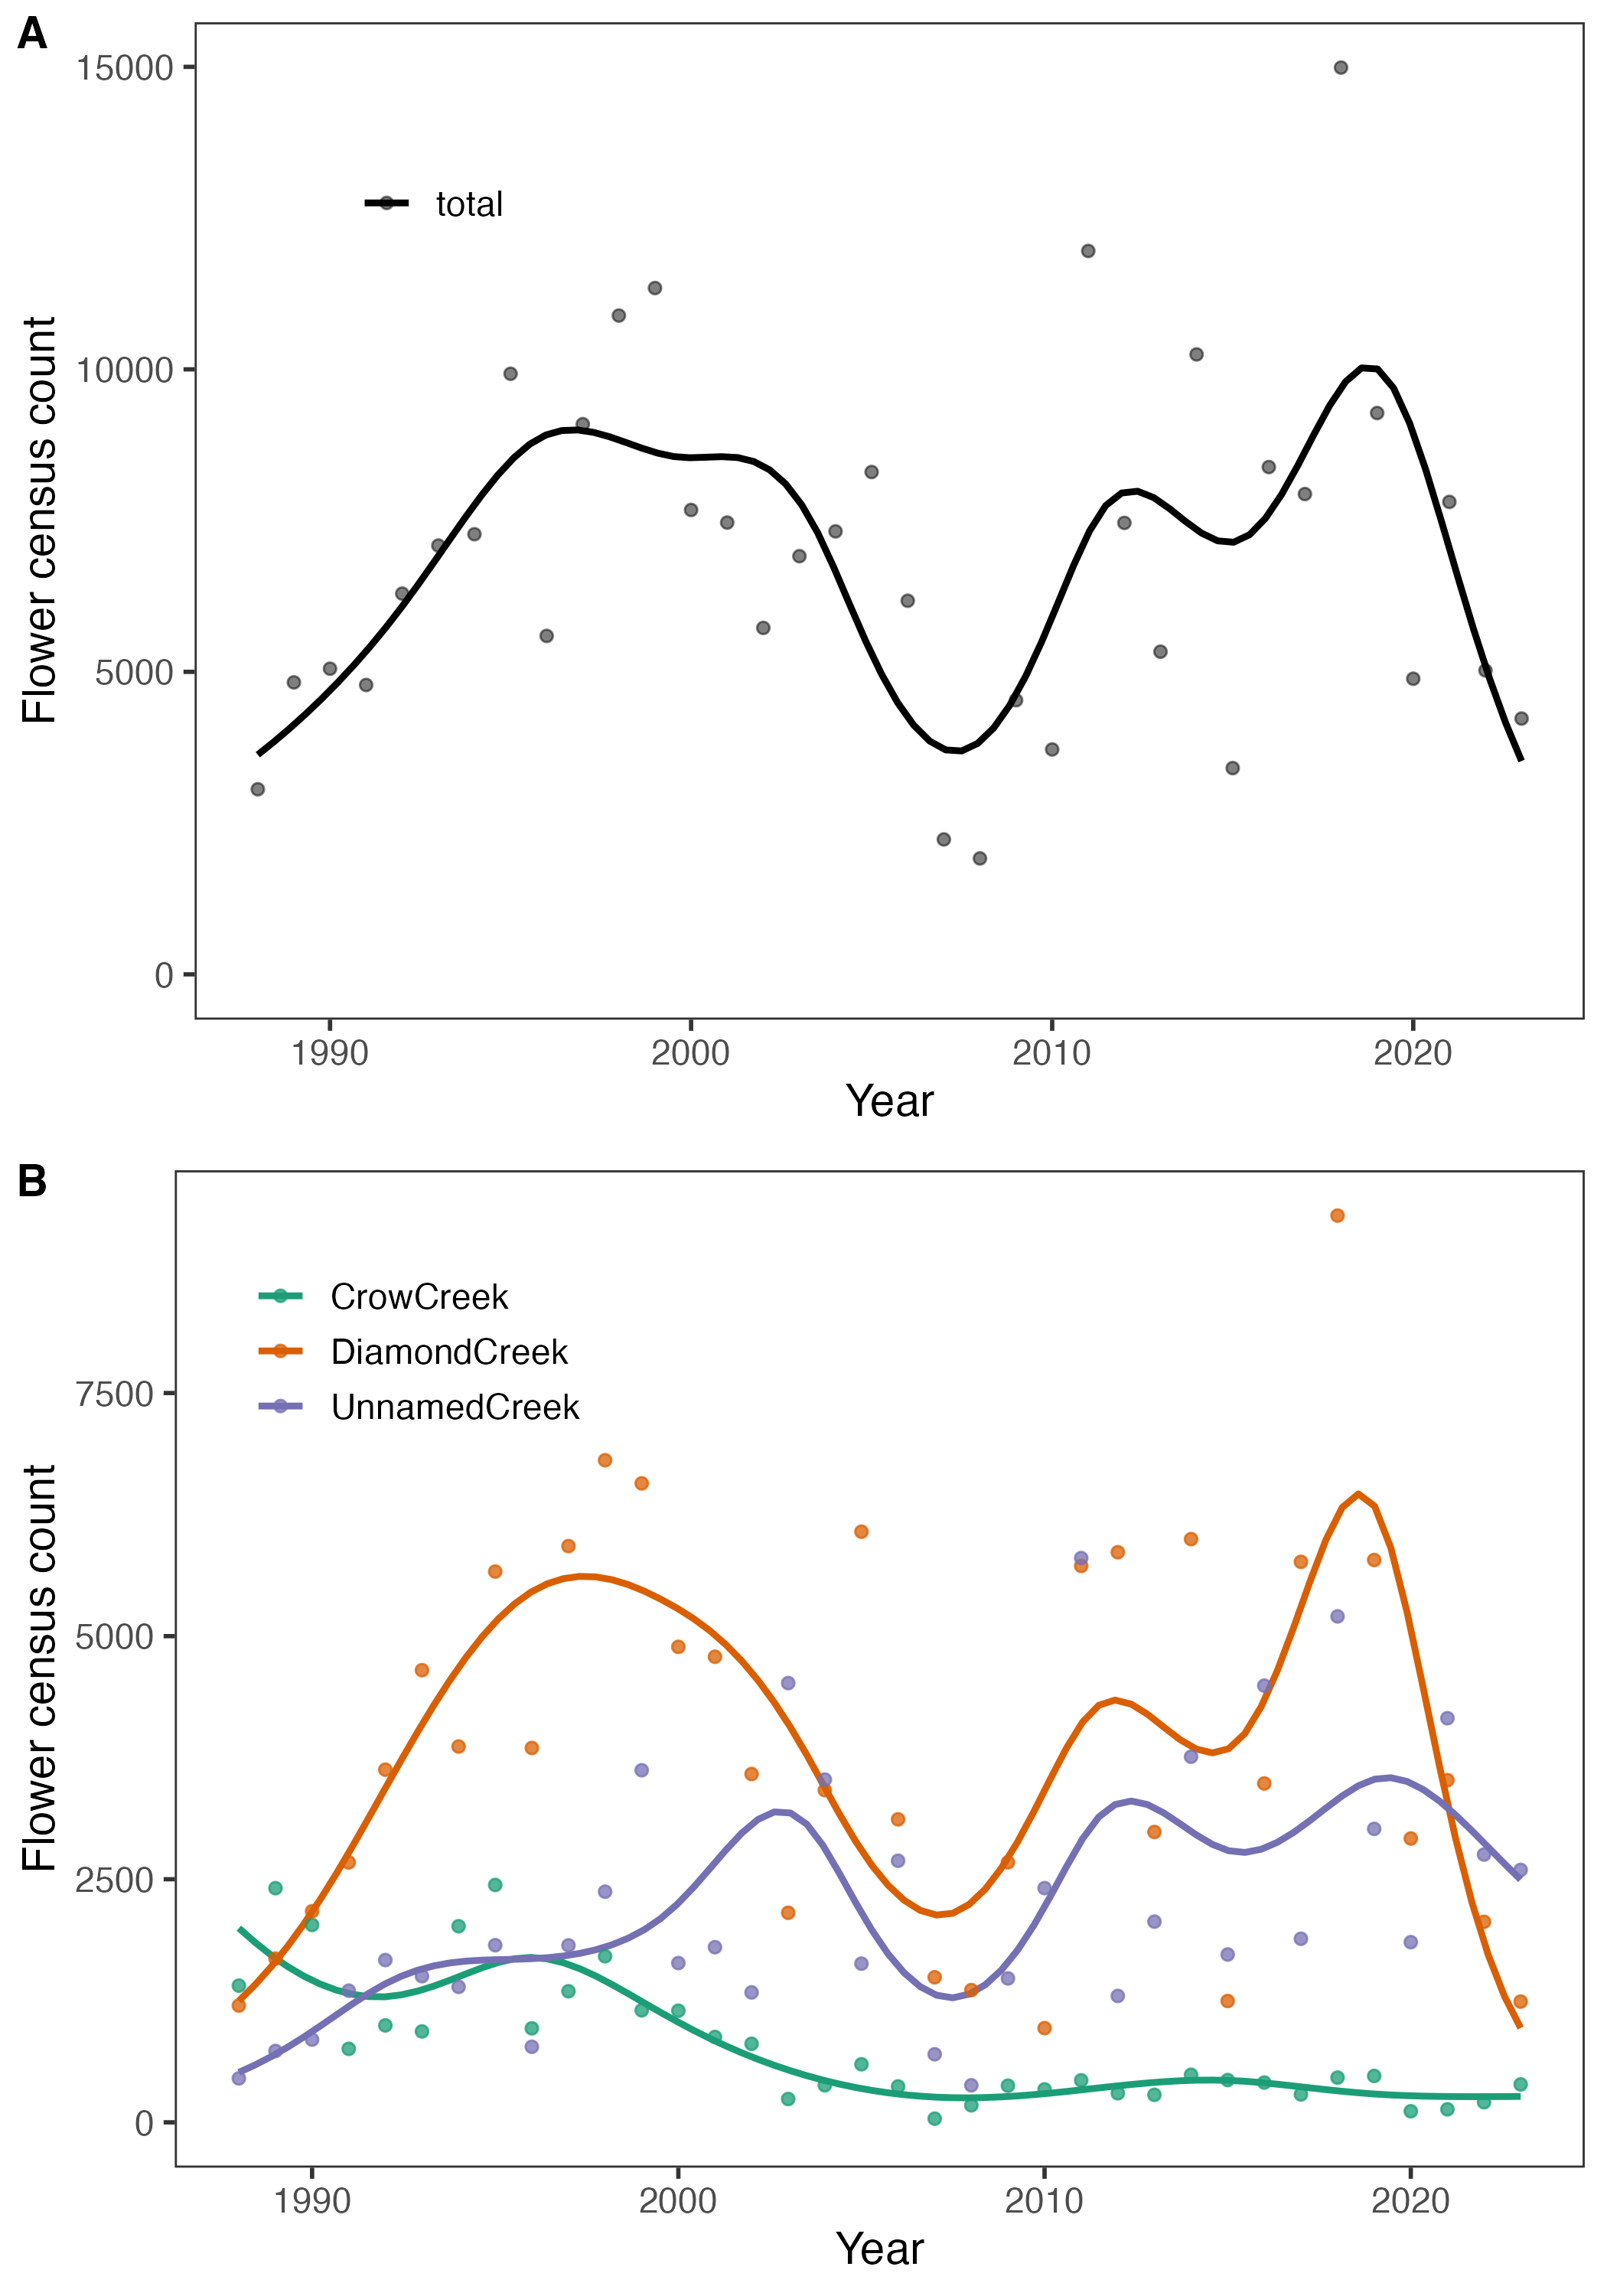 A
15000
total
10000
5000
0
Flower census count
1990 2000 2010 2020
Year
B
CrowCreek
DiamondCreek
7500
UnnamedCreek
5000
2500
0
Flower census count
1990 2000 2010 2020
Year